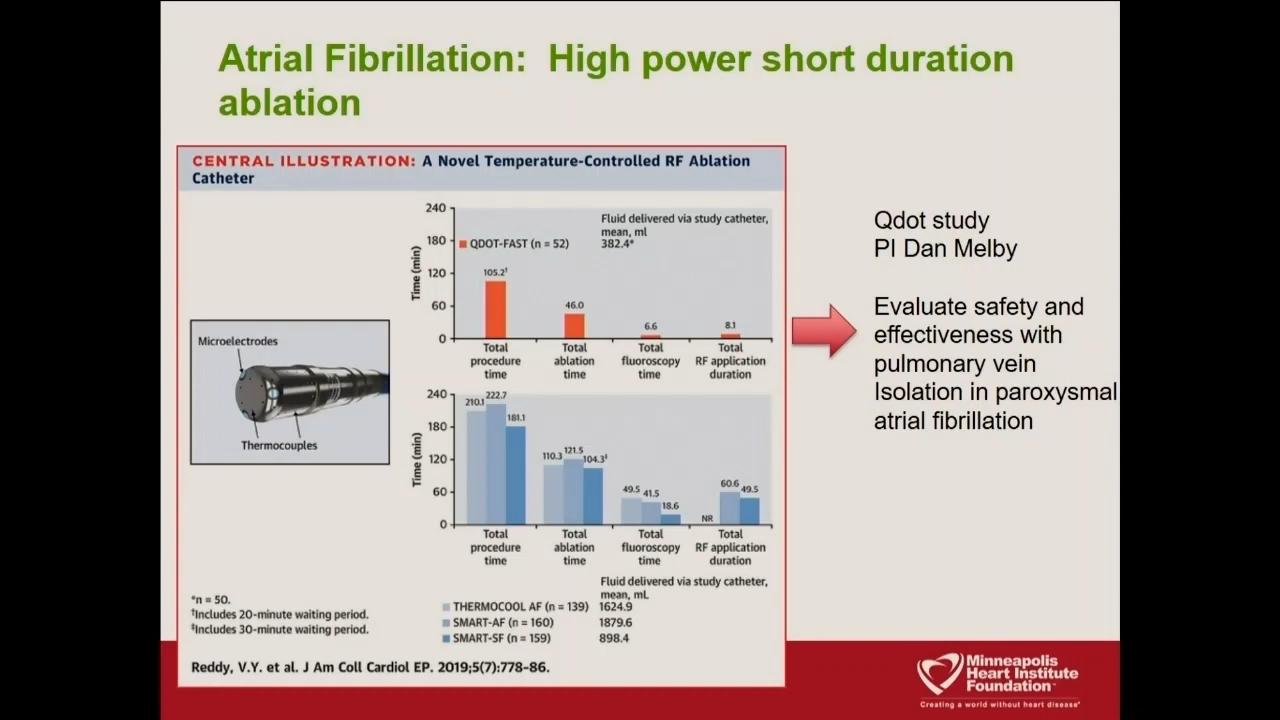 Atrial Fibrillation: High power short duration
ablation
CENTRAL ILLUSTRATION: A Novel Temperature-Controlled RF Ablation
Catheter
Microelectrodes
Thermocouples
240
180
120
60
0
Time (min)
QDOT-FAST (n = 52)
Fluid delivered via study catheter,
mean, ml
382.4*
105.2†
46.0
6.6
8.1
Total
procedure
time
Total
ablation
time
Total
fluoroscopy
time
Total
RF application
duration
240
180
120
60
0
Time (min)
210.1
222.7
181.1
110.3
121.5
104.3‡
49.5
41.5
18.6
NR
60.6
49.5
Total
procedure
time
Total
ablation
time
Total
fluoroscopy
time
Total
RF application
duration
Fluid delivered via study catheter,
mean, mL
THERMOCOOL AF (n = 139) 1624.9
SMART-AF (n = 160) 1879.6
SMART-SF (n = 159) 898.4
*n = 50.
†Includes 20-minute waiting period.
‡Includes 30-minute waiting period.
Reddy, V.Y. et al. J Am Coll Cardiol EP. 2019;5(7):778-86.
Qdot study
PI Dan Melby
Evaluate safety and
effectiveness with
pulmonary vein
Isolation in paroxysmal
atrial fibrillation
Minneapolis
Heart Institute
Foundation™
Creating a world without heart disease®